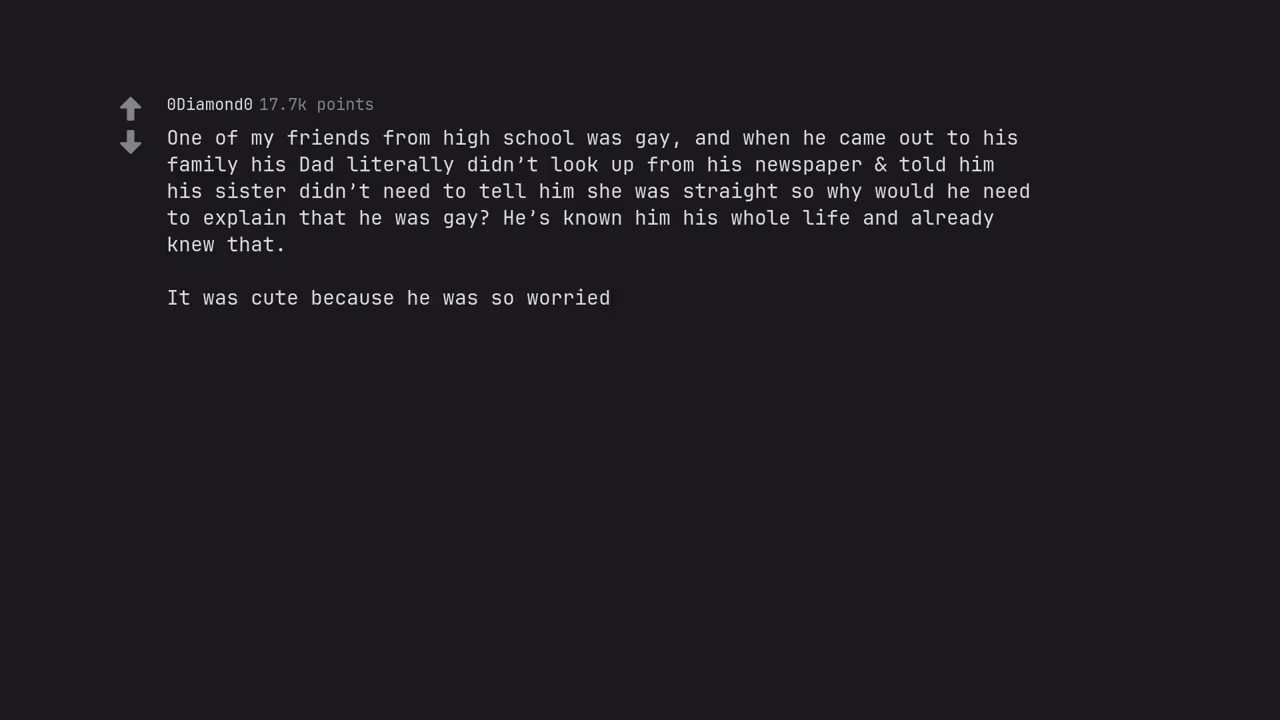 0Diamond0 17.7k points
One of my friends from high school was gay, and when he came out to his
family his Dad literally didn’t look up from his newspaper & told him
his sister didn’t need to tell him she was straight so why would he need
to explain that he was gay? He’s known him his whole life and already
knew that.
It was cute because he was so worried